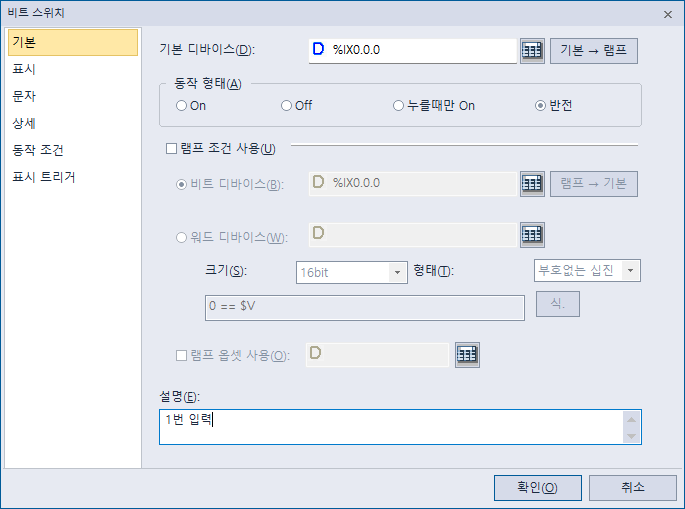 비트 스위치
기본
표시
문자
상세
동작 조건
표시 트리거
기본 디바이스(D): D %IX0.0.0 기본 → 램프
동작 형태(A)
On Off 누를때만 On 반전
램프 조건 사용(U)
비트 디바이스(B): D %IX0.0.0 램프 → 기본
워드 디바이스(W): D
크기(S): 16bit 형태(T): 부호없는 십진
0 == $V 식.
램프 옵셋 사용(O): D
설명(E):
1번 입력
확인(O) 취소